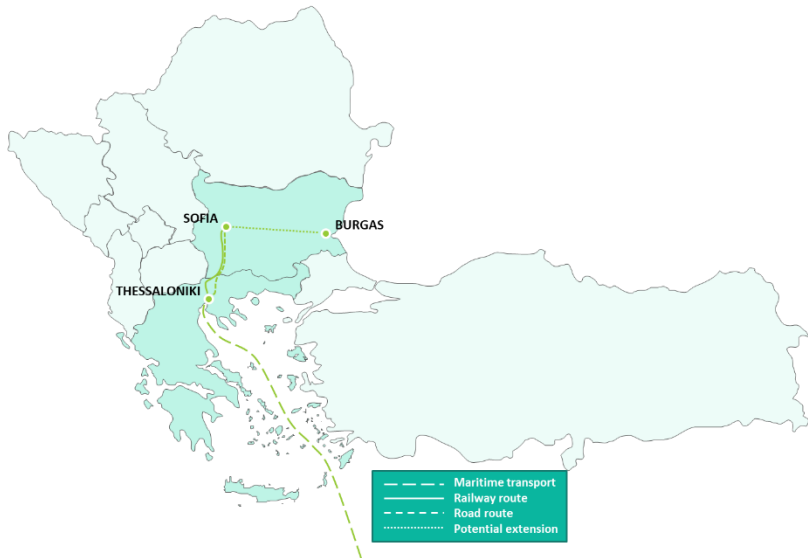 SOFIA
BURGAS
THESSALONIKI
Maritime transport
Railway route
Road route
Potential extension